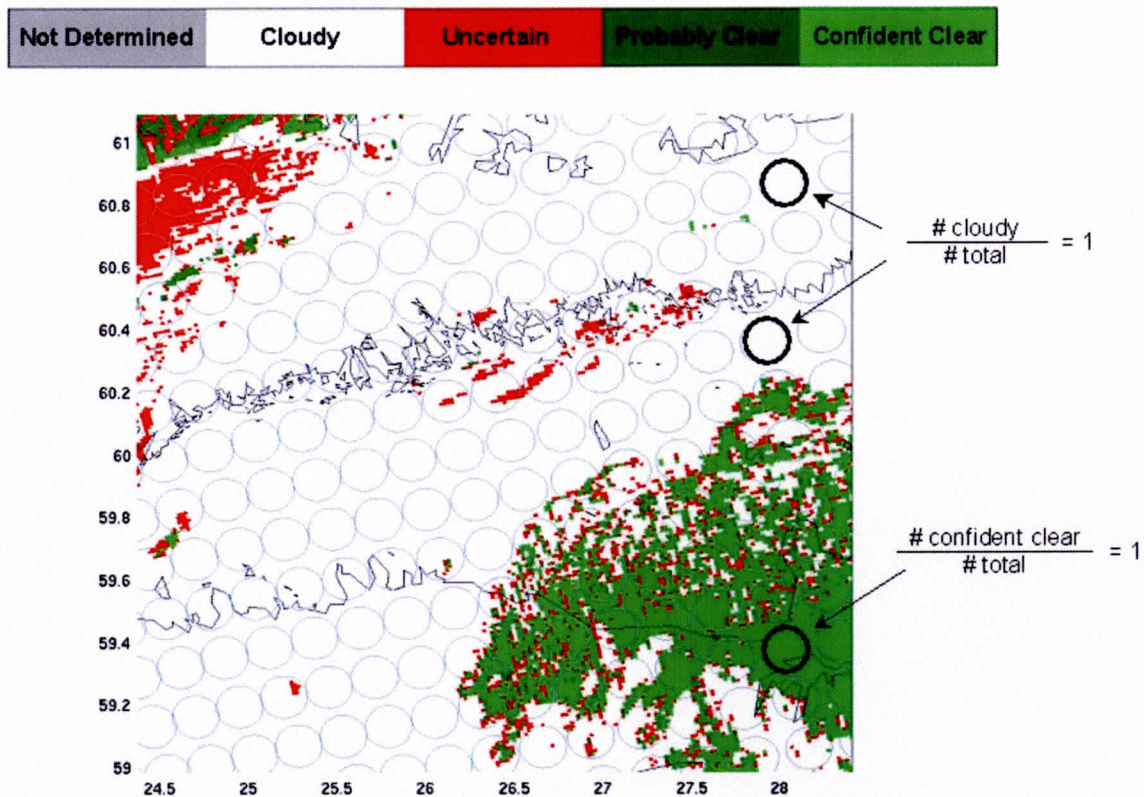 Not Determined Cloudy Uncertain Probably Clear Confident Clear
61
60.8
# cloudy
# total
= 1
60.6
60.4
60.2
60
59.8
# confident clear
# total
= 1
59.6
59.4
59.2
59
24.5 25 25.5 26 26.5 27 27.5 28